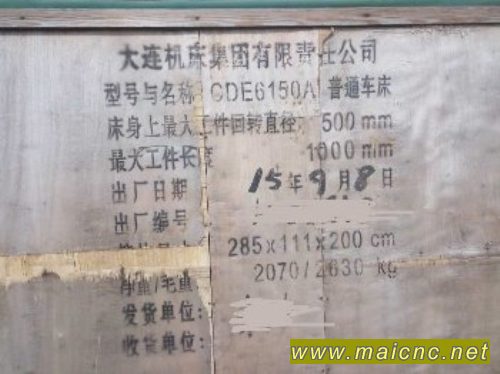 大连机床集团有限责任公司
型号与名称 CDE6150A 普通车床
床身上最大工件回转直径: 500 mm
最大工件长度 1000 mm
出厂日期 15年9月8日
出厂编号
285x111x200 cm
净重/毛重 2070/2630 kg
发货单位:
收货单位:
www.maicnc.net